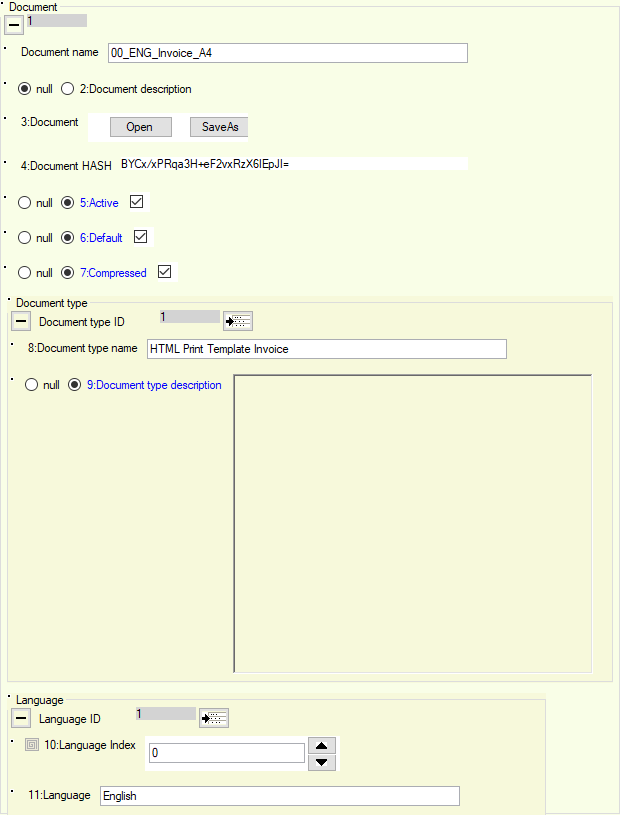 Document
1
Document name 00_ENG_Invoice_A4
null 2:Document description
3:Document Open SaveAs
4:Document HASH BYCx/xPRqa3H+eF2vxRzX6IEpJI=
null 5:Active
null 6:Default
null 7:Compressed
Document type
Document type ID 1
8:Document type name HTML Print Template Invoice
null 9:Document type description
Language
Language ID 1
10:Language Index 0
11:Language English